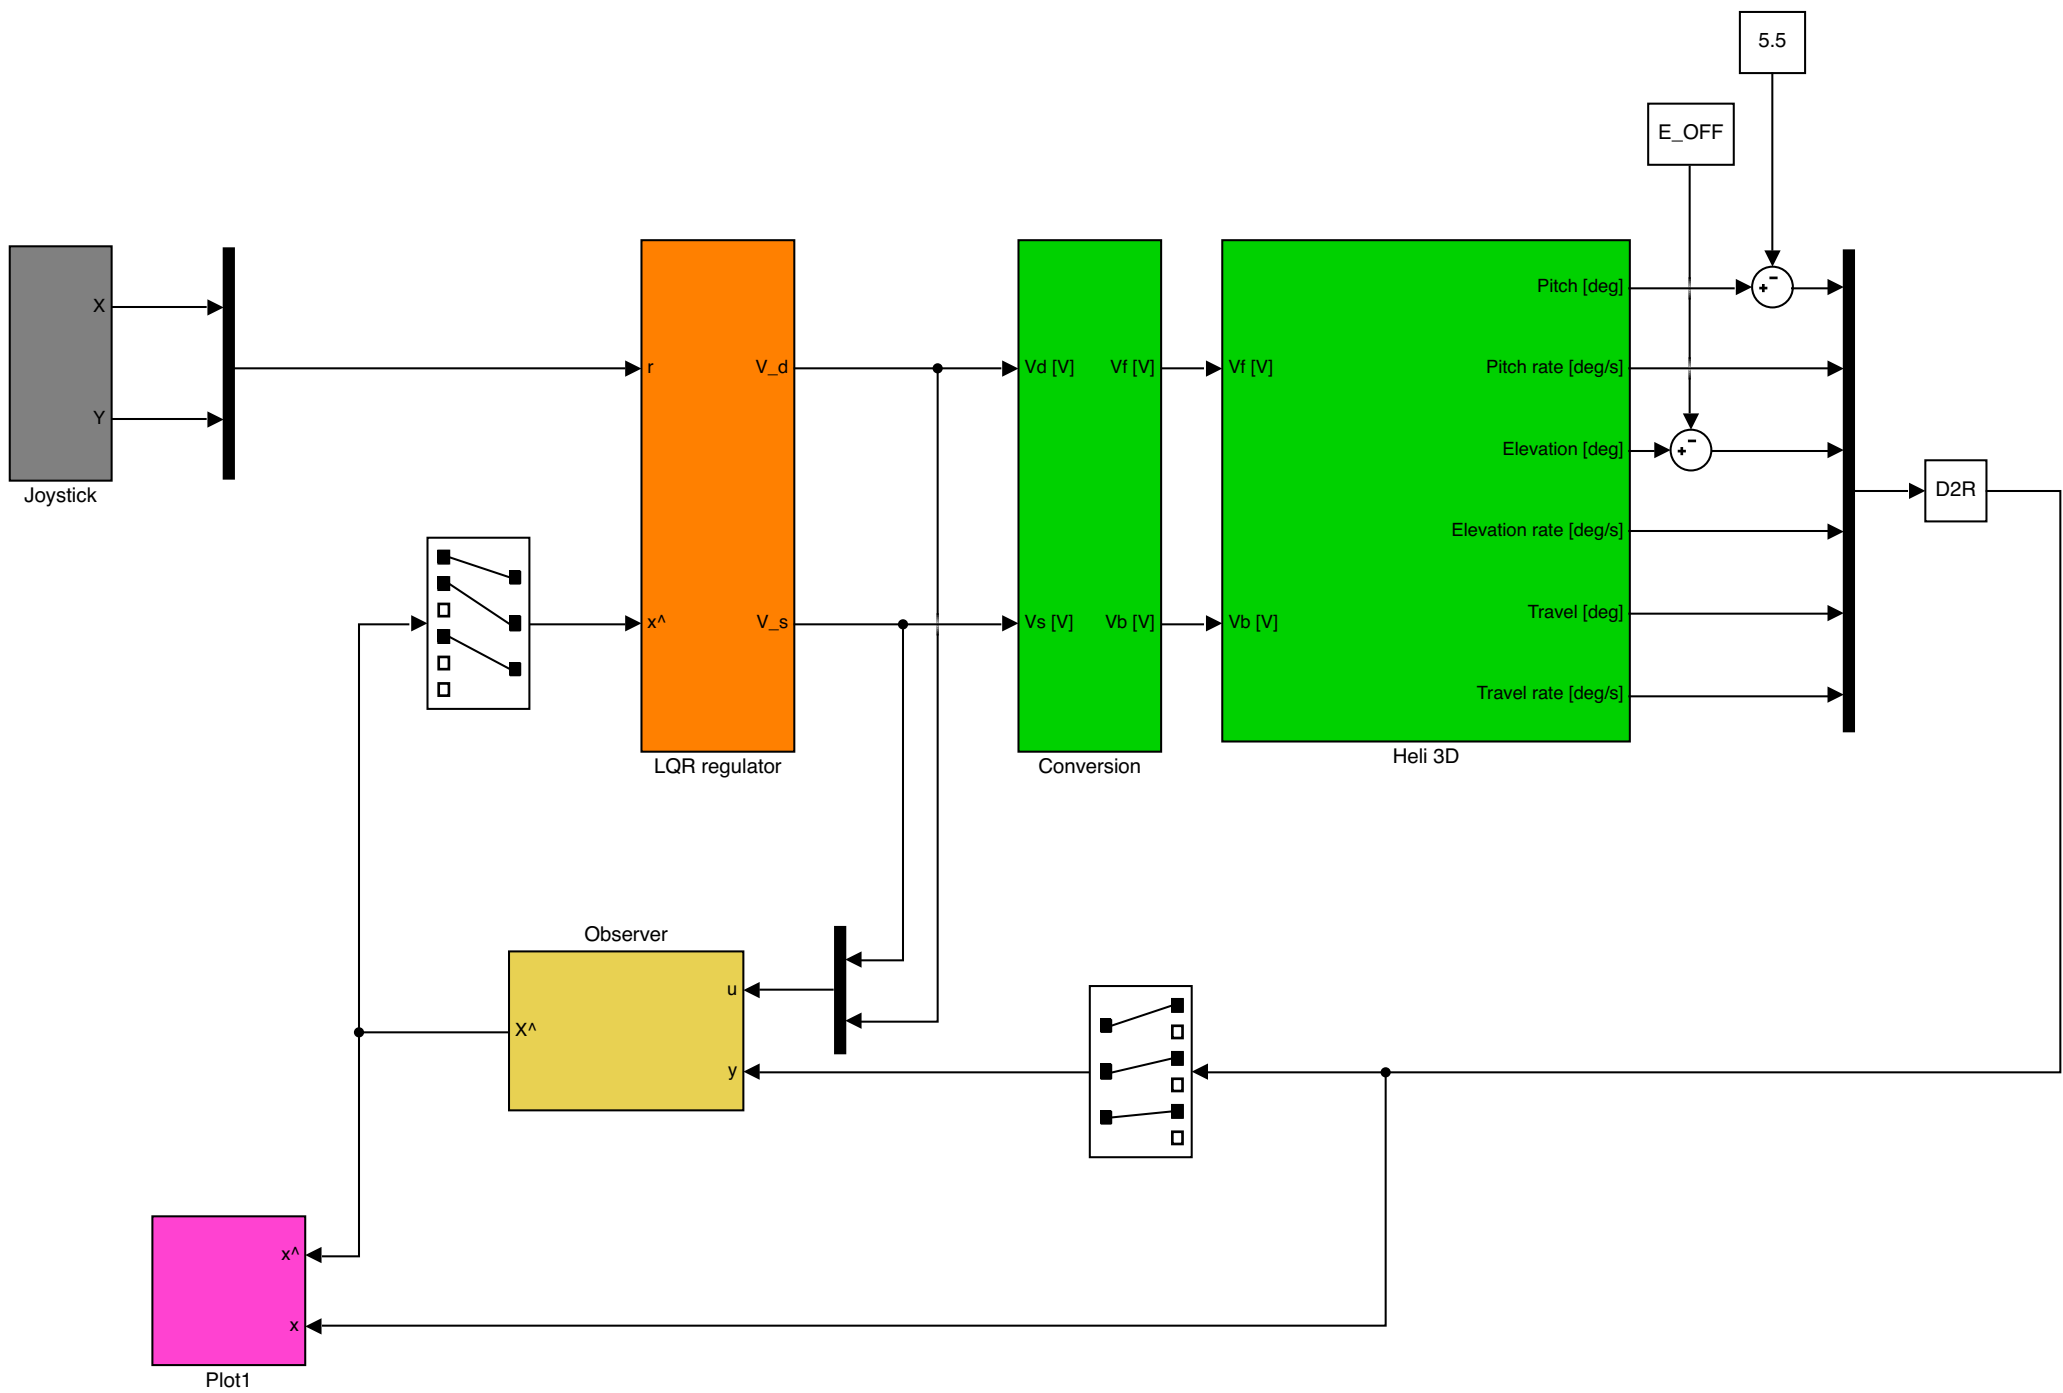 5.5
E_OFF
X
Y
Joystick
r
V_d
x^
V_s
LQR regulator
Vd [V]
Vf [V]
Vs [V]
Vb [V]
Conversion
Vf [V]
Vb [V]
Pitch [deg]
Pitch rate [deg/s]
Elevation [deg]
Elevation rate [deg/s]
Travel [deg]
Travel rate [deg/s]
Heli 3D
+
-
+
-
D2R
Observer
u
X^
y
x^
x
Plot1